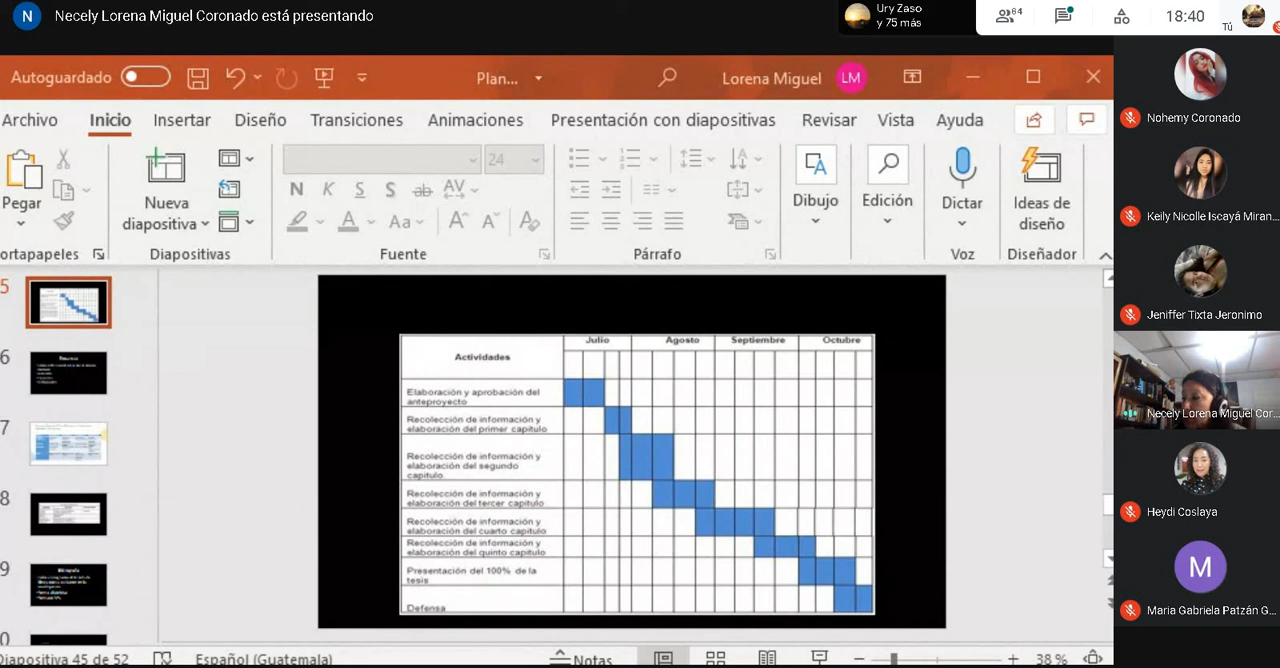 N
Necely Lorena Miguel Coronado está presentando
Ury Zaso
y 75 más
64
18:40
Tú
Autoguardado
Plan...
Lorena Miguel
LM
Archivo
Inicio
Insertar
Diseño
Transiciones
Animaciones
Presentación con diapositivas
Revisar
Vista
Ayuda
Pegar
Nueva
diapositiva
24
N K S S ab AV
A Aa A A A
Dibujo
Edición
Dictar
Ideas de
diseño
ortapapeles
Diapositivas
Fuente
Párrafo
Voz
Diseñador
5
6
7
8
9
0
Actividades
Julio
Agosto
Septiembre
Octubre
Elaboración y aprobación del
anteproyecto
Recolección de información y
elaboración del primer capitulo
Recolección de información y
elaboración del segundo
capitulo.
Recolección de información y
elaboración del tercer capitulo
Recolección de información y
elaboración del cuarto capitulo
Recolección de información y
elaboración del quinto capitulo
Presentación del 100% de la
tesis
Defensa
Diapositiva 45 de 52
Español (Guatemala)
Notas
38 %
Nohemy Coronado
Keily Nicolle Iscayá Miran...
Jeniffer Tixta Jeronimo
Necely Lorena Miguel Cor...
Heydi Coslaya
M
Maria Gabriela Patzán G...